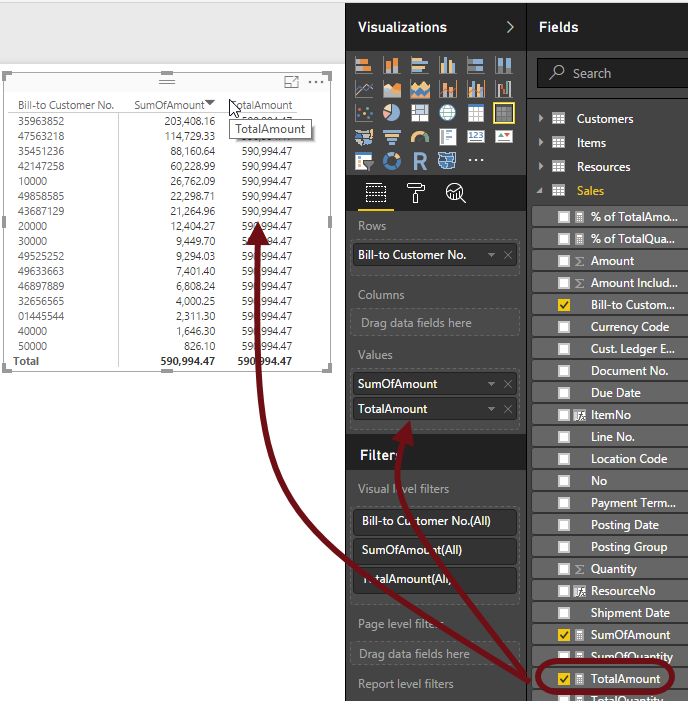 Visualizations
Fields
Search
Bill-to Customer No. SumOfAmount TotalAmount
35963852 203,408.16 590,994.47
TotalAmount
47563218 114,729.33
35451236 88,160.64 590,994.47
42147258 60,228.99 590,994.47
10000 26,762.09 590,994.47
49858585 22,298.71 590,994.47
43687129 21,264.96 590,994.47
20000 12,404.27 590,994.47
30000 9,449.70 590,994.47
49525252 9,294.03 590,994.47
49633663 7,401.40 590,994.47
46897889 6,808.24 590,994.47
32656565 4,000.25 590,994.47
01445544 2,311.30 590,994.47
40000 1,646.30 590,994.47
50000 826.10 590,994.47
Total 590,994.47 590,994.47
R
123
Rows
Bill-to Customer No.
Columns
Drag data fields here
Values
SumOfAmount
TotalAmount
Filters
Visual level filters
Bill-to Customer No.(All)
SumOfAmount(All)
TotalAmount(All)
Page level filters
Drag data fields here
Report level filters
Customers
Items
Resources
Sales
% of TotalAmo...
% of TotalQua...
Amount
Amount Includ...
Bill-to Custom...
Currency Code
Cust. Ledger E...
Document No.
Due Date
ItemNo
Line No.
Location Code
No
Payment Term...
Posting Date
Posting Group
Quantity
ResourceNo
Shipment Date
SumOfAmount
SumOfQuantity
TotalAmount
TotalQuantity